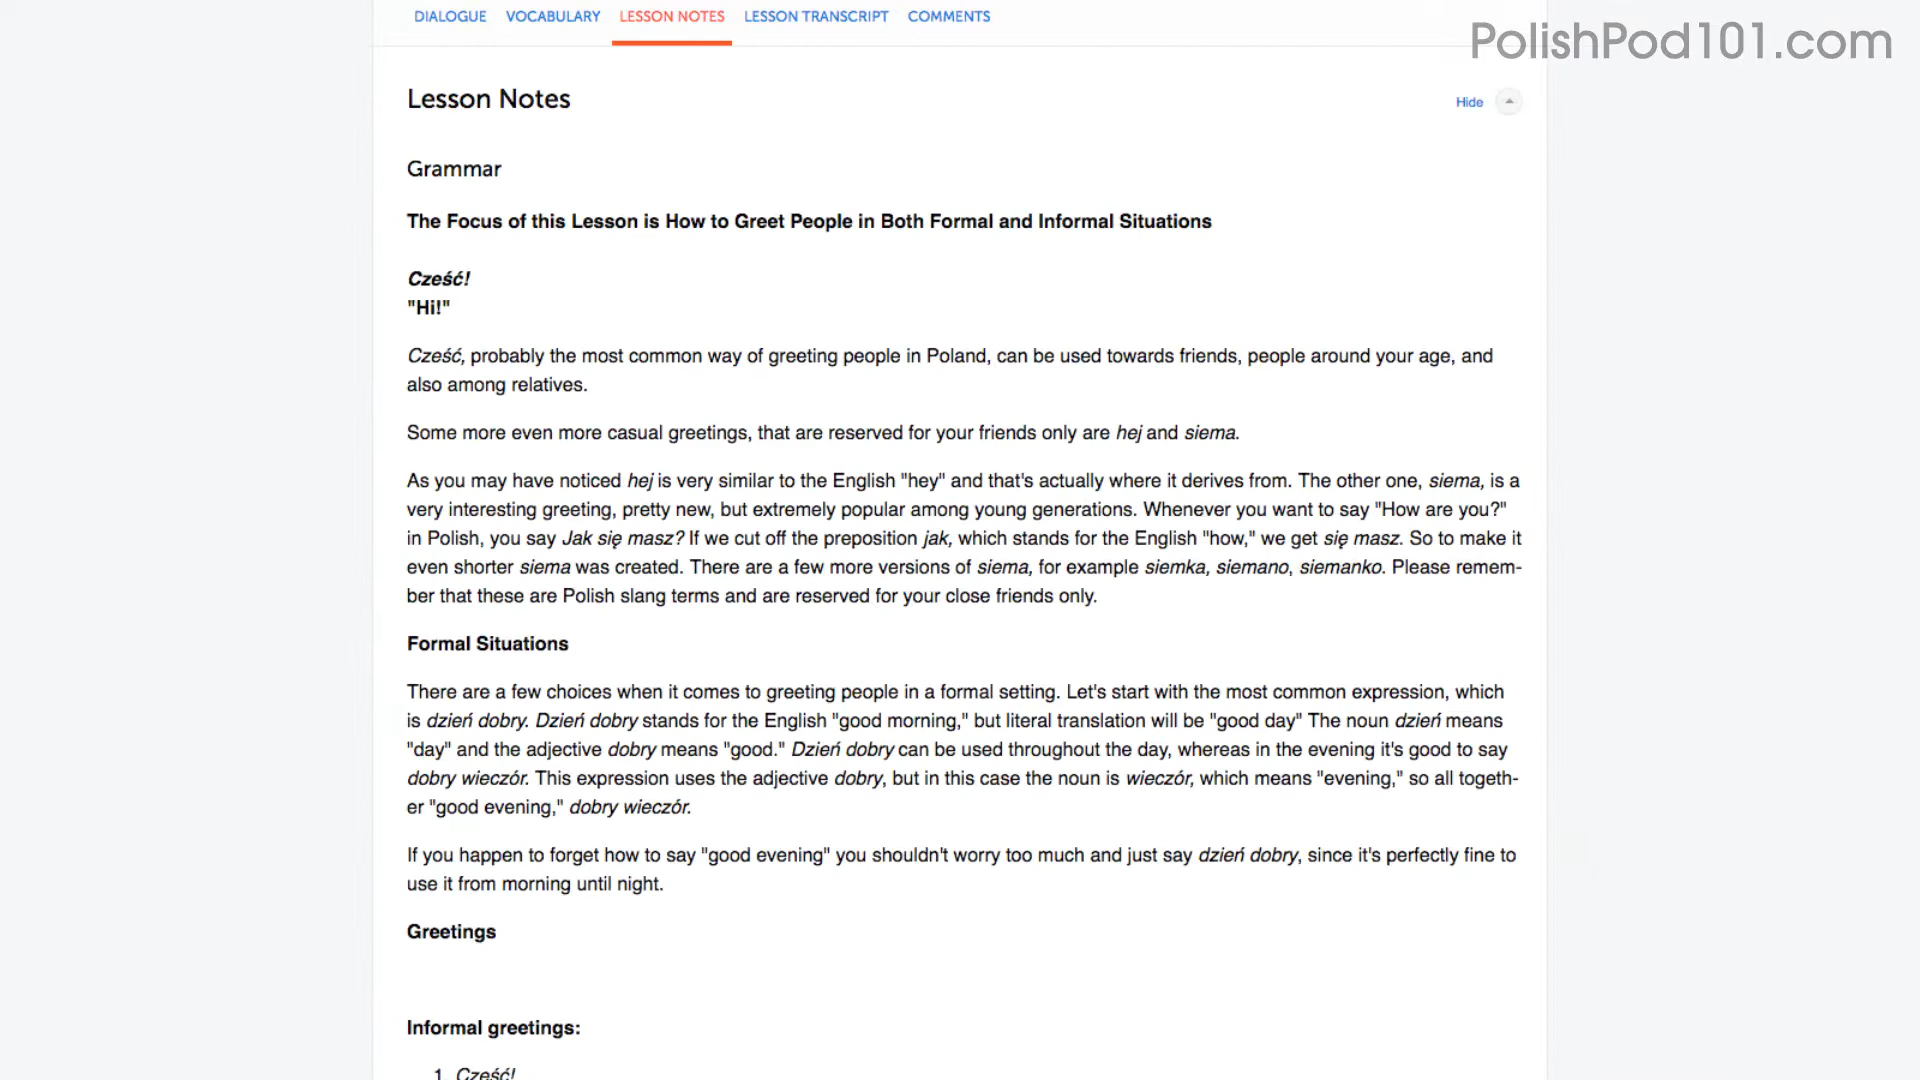 DIALOGUE VOCABULARY LESSON NOTES LESSON TRANSCRIPT COMMENTS
PolishPod101.com
Lesson Notes
Hide
Grammar
The Focus of this Lesson is How to Greet People in Both Formal and Informal Situations
Cześć!
"Hi!"
Cześć, probably the most common way of greeting people in Poland, can be used towards friends, people around your age, and
also among relatives.
Some more even more casual greetings, that are reserved for your friends only are hej and siema.
As you may have noticed hej is very similar to the English "hey" and that's actually where it derives from. The other one, siema, is a
very interesting greeting, pretty new, but extremely popular among young generations. Whenever you want to say "How are you?"
in Polish, you say Jak się masz? If we cut off the preposition jak, which stands for the English "how," we get się masz. So to make it
even shorter siema was created. There are a few more versions of siema, for example siemka, siemano, siemanko. Please remem-
ber that these are Polish slang terms and are reserved for your close friends only.
Formal Situations
There are a few choices when it comes to greeting people in a formal setting. Let's start with the most common expression, which
is dzień dobry. Dzień dobry stands for the English "good morning," but literal translation will be "good day" The noun dzień means
"day" and the adjective dobry means "good." Dzień dobry can be used throughout the day, whereas in the evening it's good to say
dobry wieczór. This expression uses the adjective dobry, but in this case the noun is wieczór, which means "evening," so all togeth-
er "good evening," dobry wieczór.
If you happen to forget how to say "good evening" you shouldn't worry too much and just say dzień dobry, since it's perfectly fine to
use it from morning until night.
Greetings
Informal greetings:
1. Cześć!